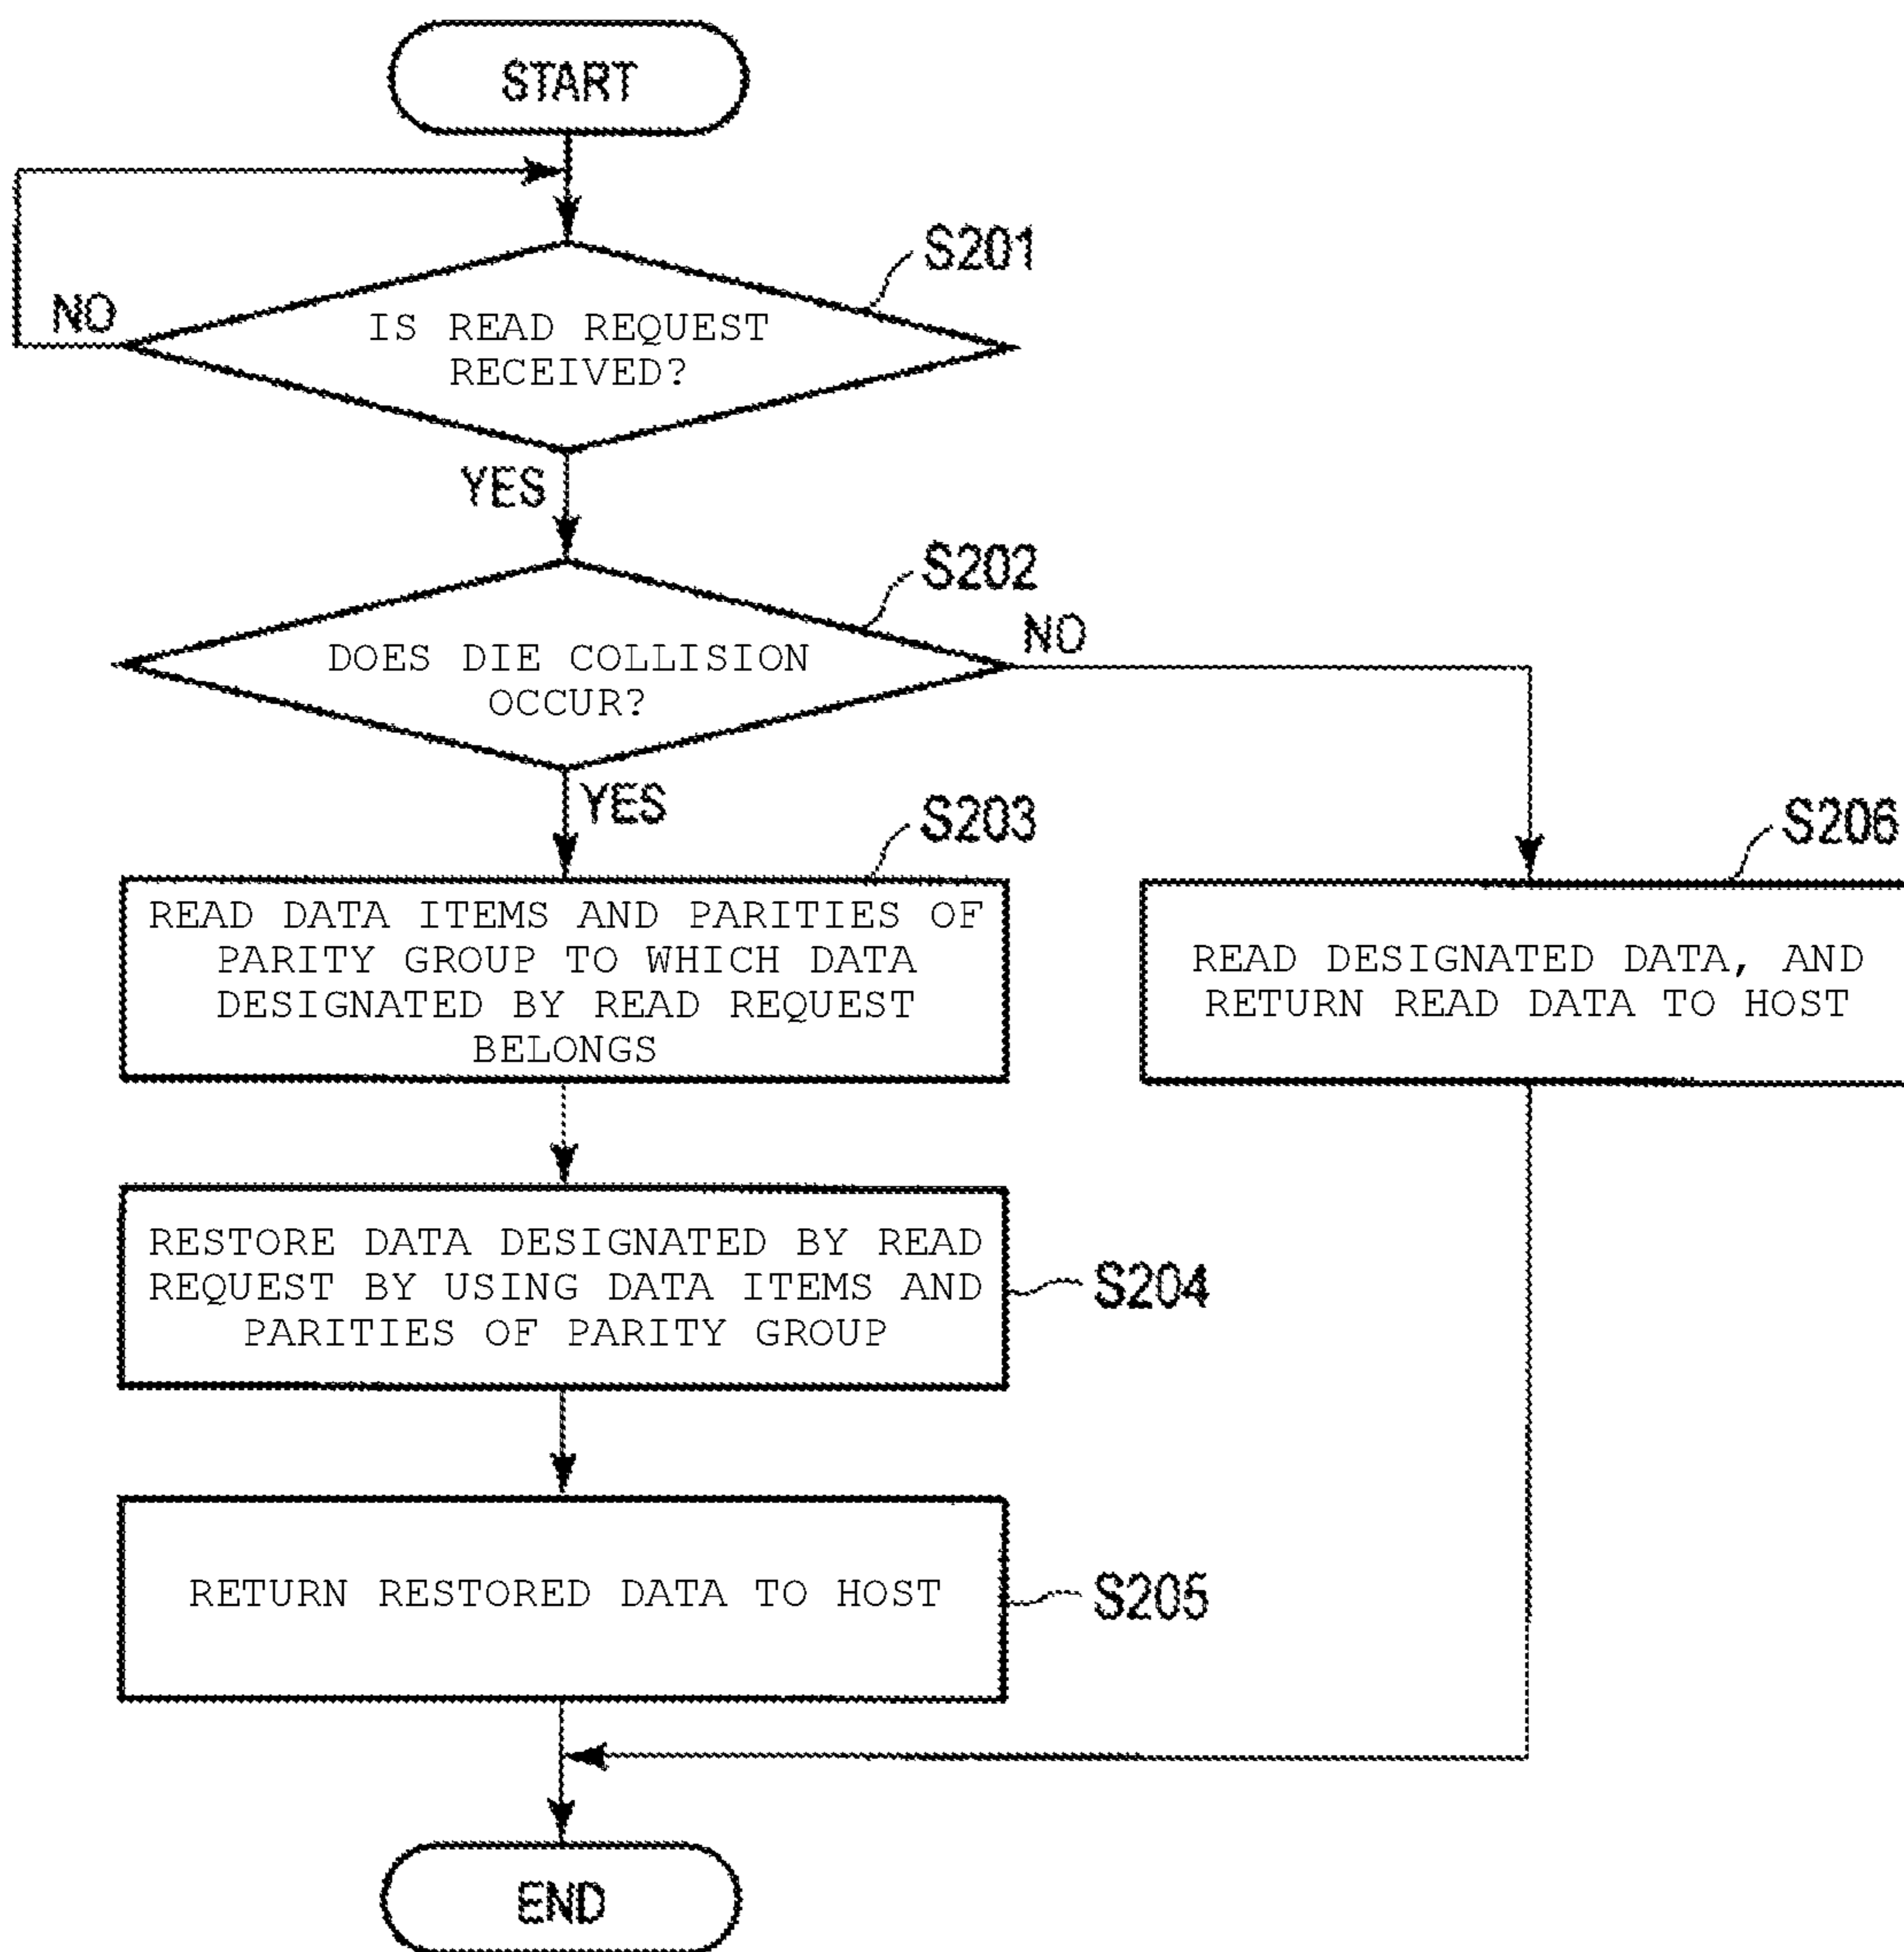 START
S201
NO
IS READ REQUEST
RECEIVED?
YES
S202
NO
DOES DIE COLLISION
OCCUR?
YES
S203
S206
READ DATA ITEMS AND PARITIES OF
PARITY GROUP TO WHICH DATA
DESIGNATED BY READ REQUEST
BELONGS
READ DESIGNATED DATA, AND
RETURN READ DATA TO HOST
RESTORE DATA DESIGNATED BY READ
REQUEST BY USING DATA ITEMS AND
PARITIES OF PARITY GROUP
S204
RETURN RESTORED DATA TO HOST
S205
END